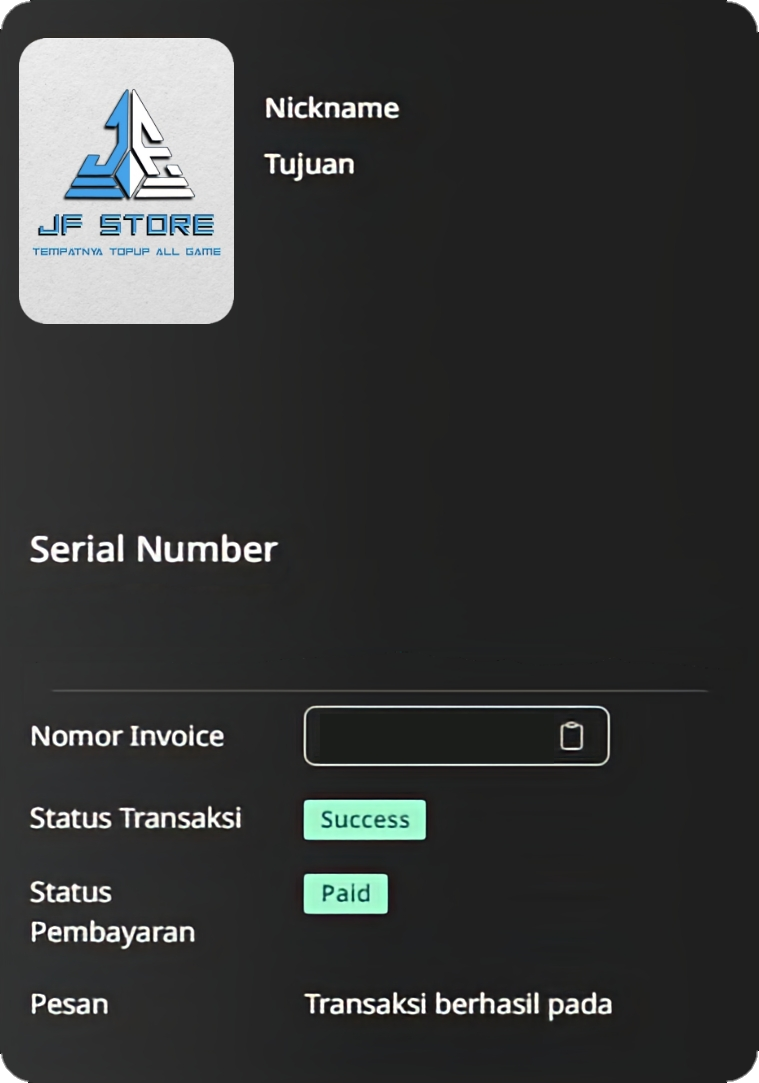 JF STORE
TEMPATNYA TOPUP ALL GAME
Nickname
Tujuan
Serial Number
Nomor Invoice
Status Transaksi
Success
Status
Pembayaran
Paid
Pesan
Transaksi berhasil pada